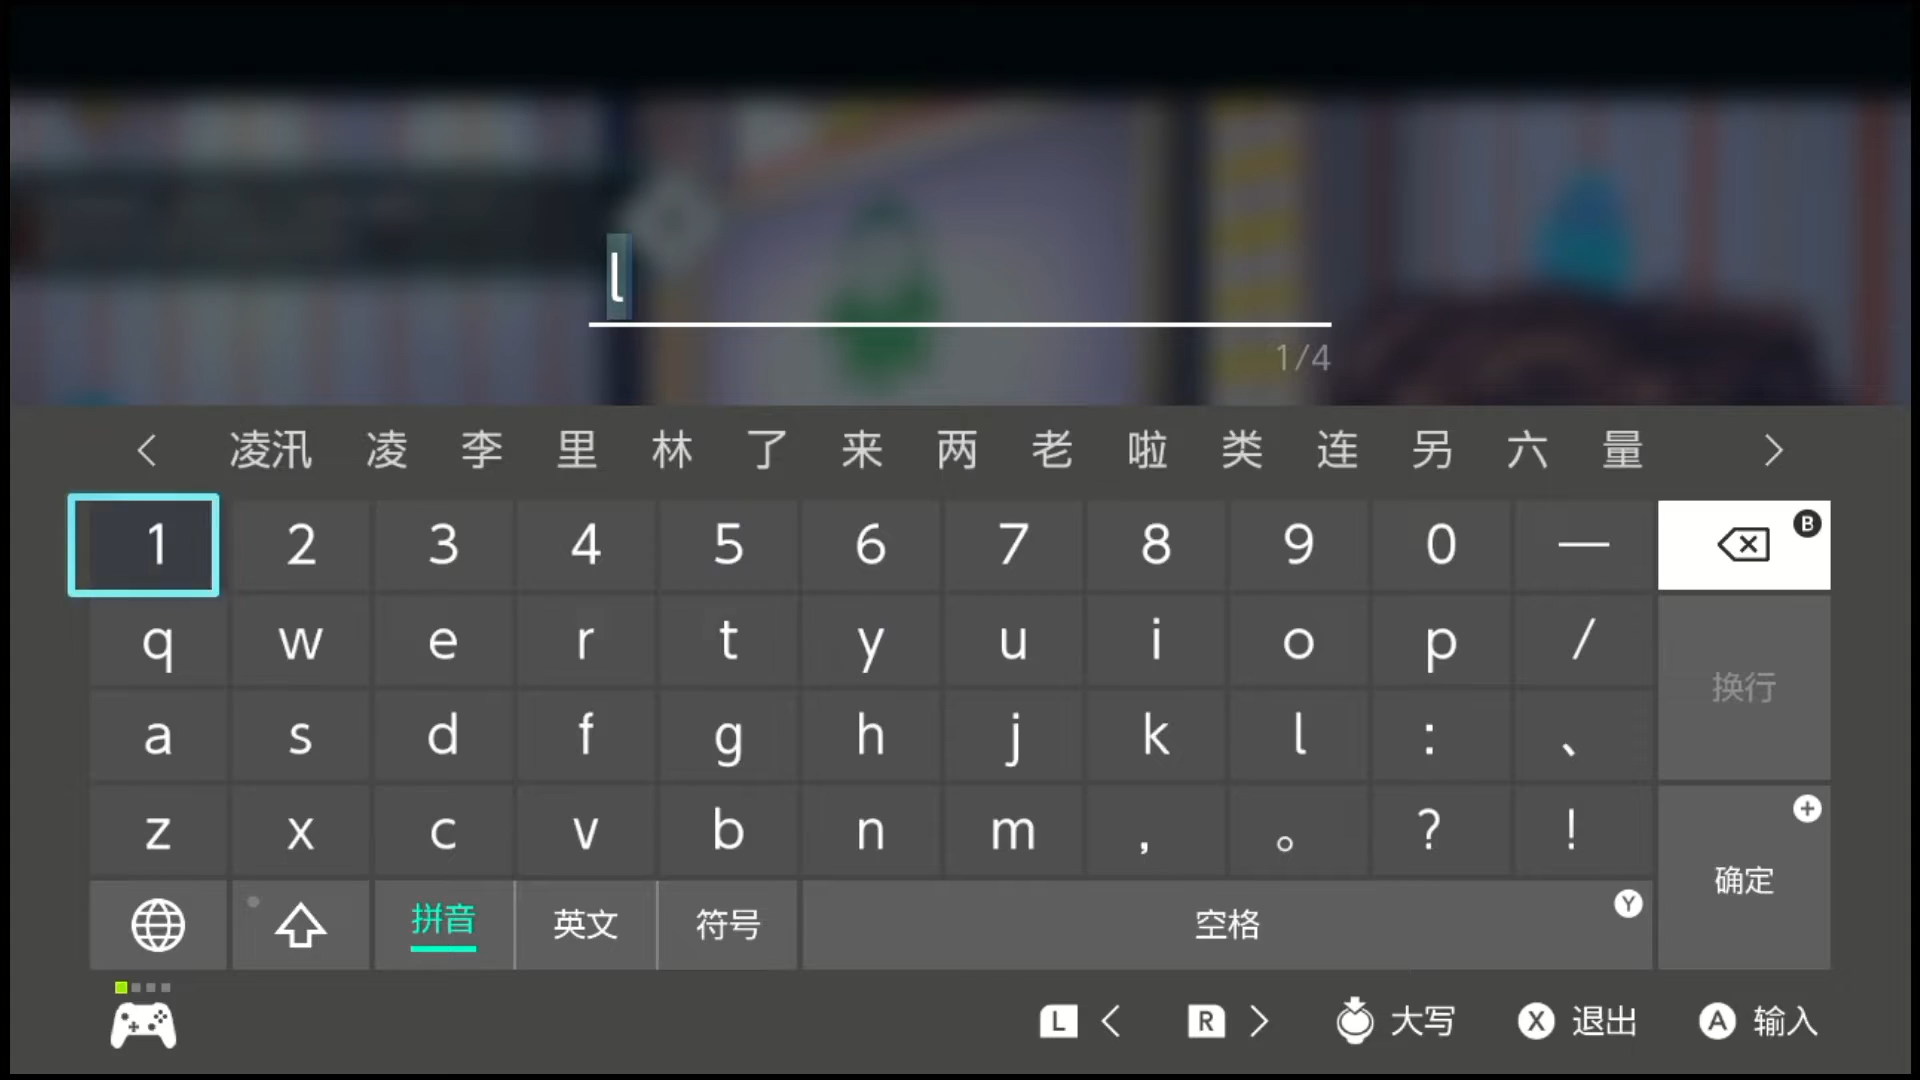 l
1/4
< 凌汛 凌 李 里 林 了 来 两 老 啦 类 连 另 六 量 >
1 2 3 4 5 6 7 8 9 0 — B
q w e r t y u i o p / 换行
a s d f g h j k l : 、
z x c v b n m , 。 ? ! + 确定
拼音 英文 符号 空格 Y
L < R > 大写 X 退出 A 输入